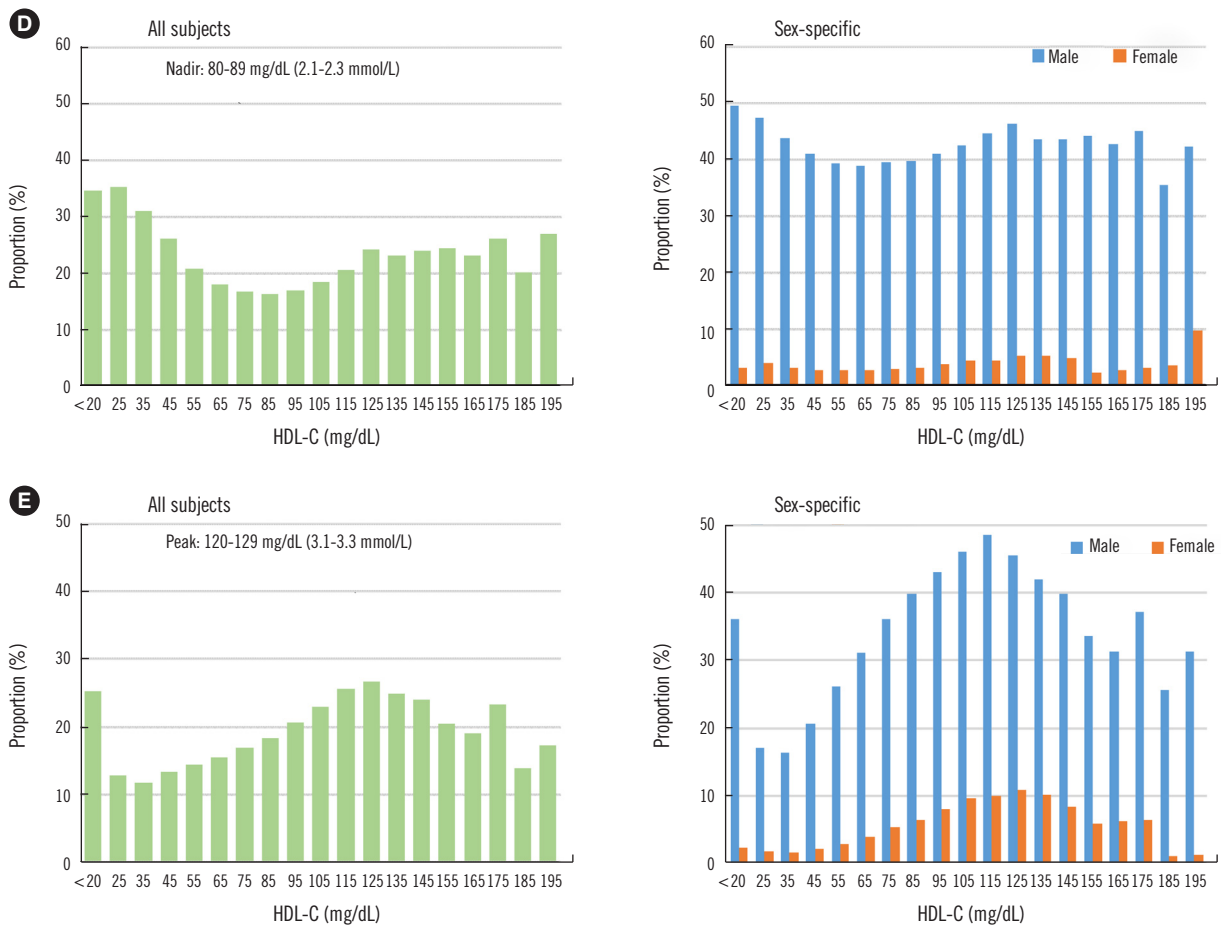 D
All subjects
Nadir: 80-89 mg/dL (2.1-2.3 mmol/L)
Proportion (%)
60
50
40
30
20
10
0
<20 25 35 45 55 65 75 85 95 105 115 125 135 145 155 165 175 185 195
HDL-C (mg/dL)
Sex-specific
Male Female
Proportion (%)
60
50
40
30
20
10
0
<20 25 35 45 55 65 75 85 95 105 115 125 135 145 155 165 175 185 195
HDL-C (mg/dL)
E
All subjects
Peak: 120-129 mg/dL (3.1-3.3 mmol/L)
Proportion (%)
50
40
30
20
10
0
<20 25 35 45 55 65 75 85 95 105 115 125 135 145 155 165 175 185 195
HDL-C (mg/dL)
Sex-specific
Male Female
Proportion (%)
50
40
30
20
10
0
<20 25 35 45 55 65 75 85 95 105 115 125 135 145 155 165 175 185 195
HDL-C (mg/dL)